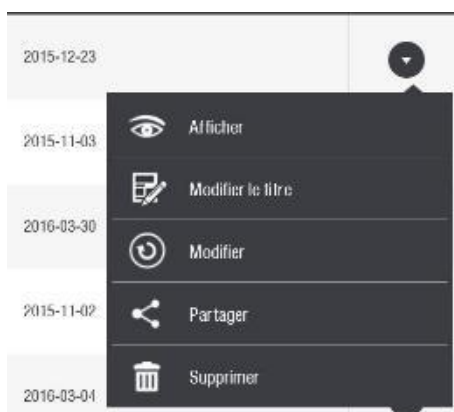 2015-12-23
Afficher
2015-11-03
Modifier le titre
2016-03-30
Modifier
2015-11-02
Partager
Supprimer
2016-03-04